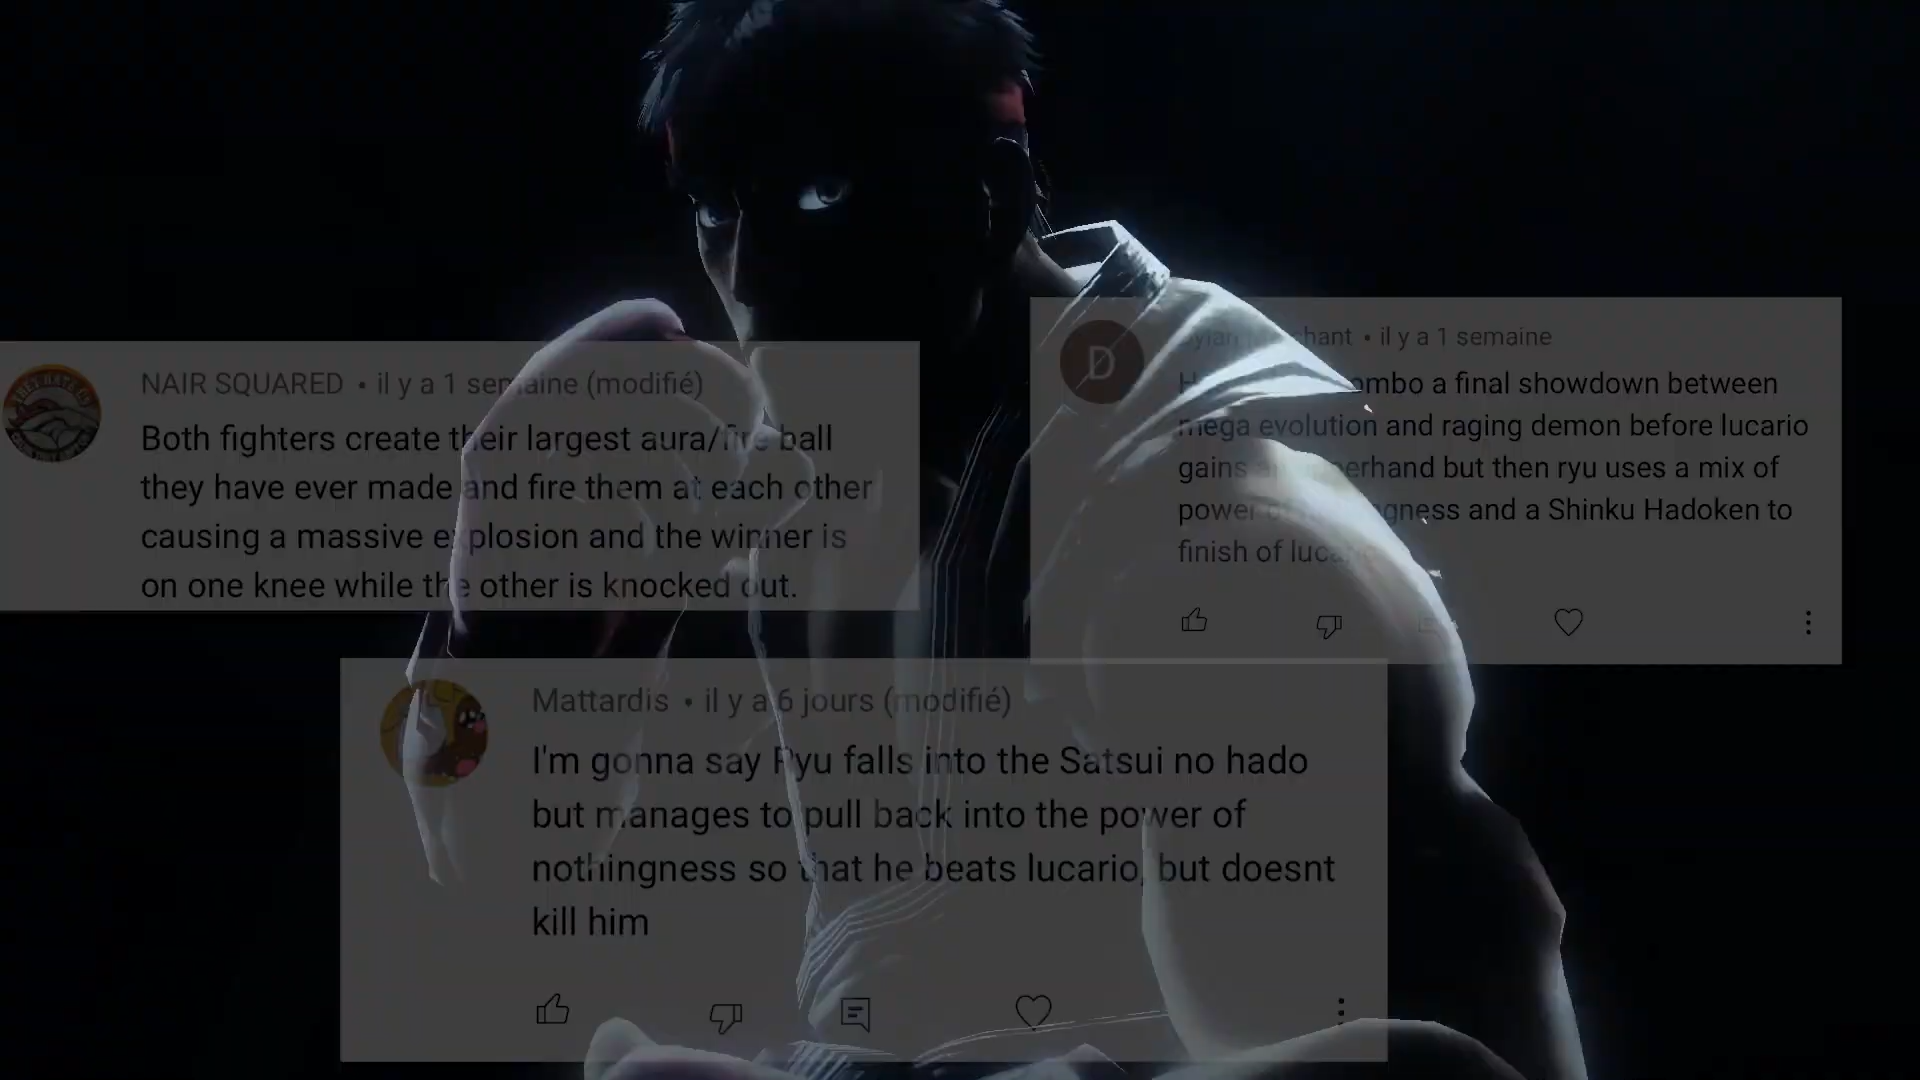 NAIR SQUARED • il y a 1 semaine (modifié)
Both fighters create their largest aura/fire ball
they have ever made and fire them at each other
causing a massive explosion and the winner is
on one knee while the other is knocked out.
D
• il y a 1 semaine
a final showdown between
mega evolution and raging demon before lucario
gains but then ryu uses a mix of
power and a Shinku Hadoken to
finish of lucario
Mattardis • il y a 6 jours (modifié)
I'm gonna say Ryu falls into the Satsui no hado
but manages to pull back into the power of
nothingness so that he beats lucario, but doesnt
kill him